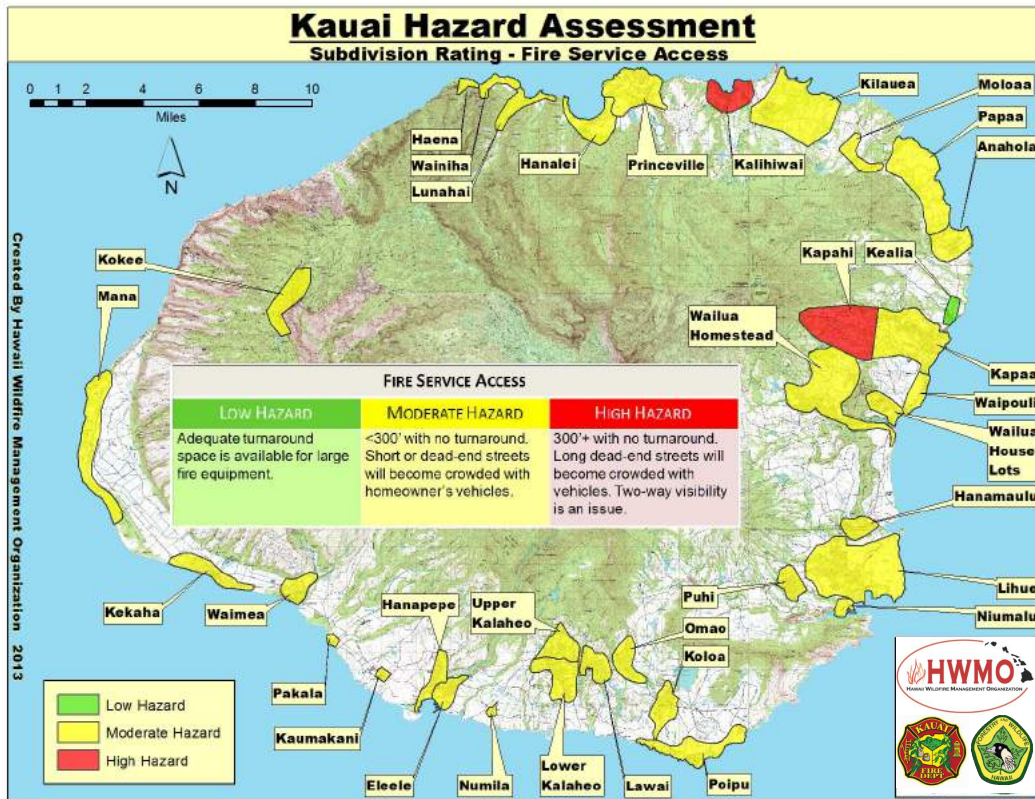 Kauai Hazard Assessment
Subdivision Rating - Fire Service Access
0 1 2 4 6 8 10
Miles
N
Haena
Wainiha
Lunahai
Hanalei
Princeville
Kalihiwai
Kilauea
Moloaa
Papaa
Anahola
Kapahi
Kealia
Kokee
Mana
Wailua
Homestead
Kapaa
Waipouli
Wailua
House
Lots
Hanamaulu
FIRE SERVICE ACCESS
LOW HAZARD
Adequate turnaround
space is available for large
fire equipment.
MODERATE HAZARD
<300' with no turnaround.
Short or dead-end streets
will become crowded with
homeowner's vehicles.
HIGH HAZARD
300'+ with no turnaround.
Long dead-end streets will
become crowded with
vehicles. Two-way visibility
is an issue.
Created By Hawaii Wildfire Management Organization 2013
Kekaha
Waimea
Hanapepe
Upper
Kalaheo
Omao
Koloa
Puhi
Lihue
Niumalu
Pakala
Kaumakani
Eleele
Numila
Lower
Kalaheo
Lawai
Poipu
Low Hazard
Moderate Hazard
High Hazard
HWMO
HAWAII WILDFIRE MANAGEMENT ORGANIZATION
KAUAI
FIRE
DEPT
FORESTRY AND WILDLIFE
HAWAII